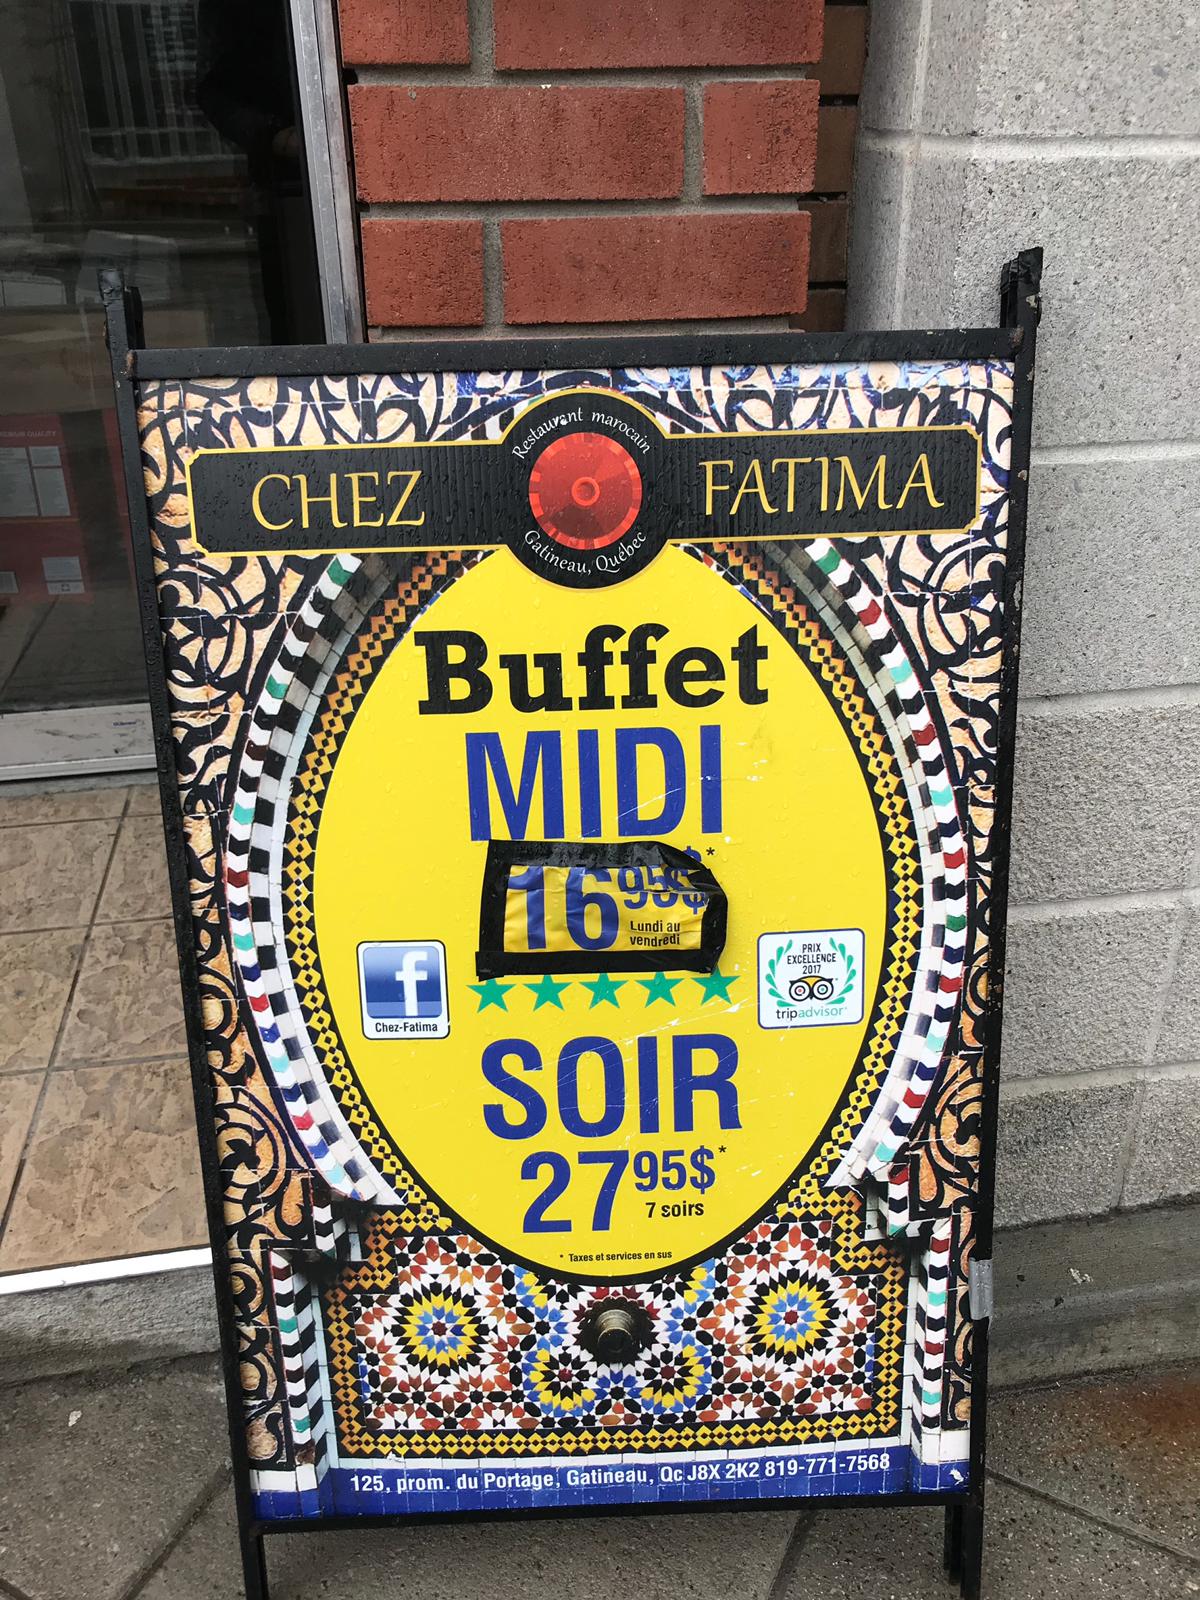 Restaurant marocain
CHEZ FATIMA
Gatineau, Québec
Buffet
MIDI
16 95$*
Lundi au
vendredi
f
Chez-Fatima
PRIX
EXCELLENCE
2017
tripadvisor
SOIR
27 95$*
7 soirs
* Taxes et services en sus
125, prom. du Portage, Gatineau, Qc J8X 2K2 819-771-7568